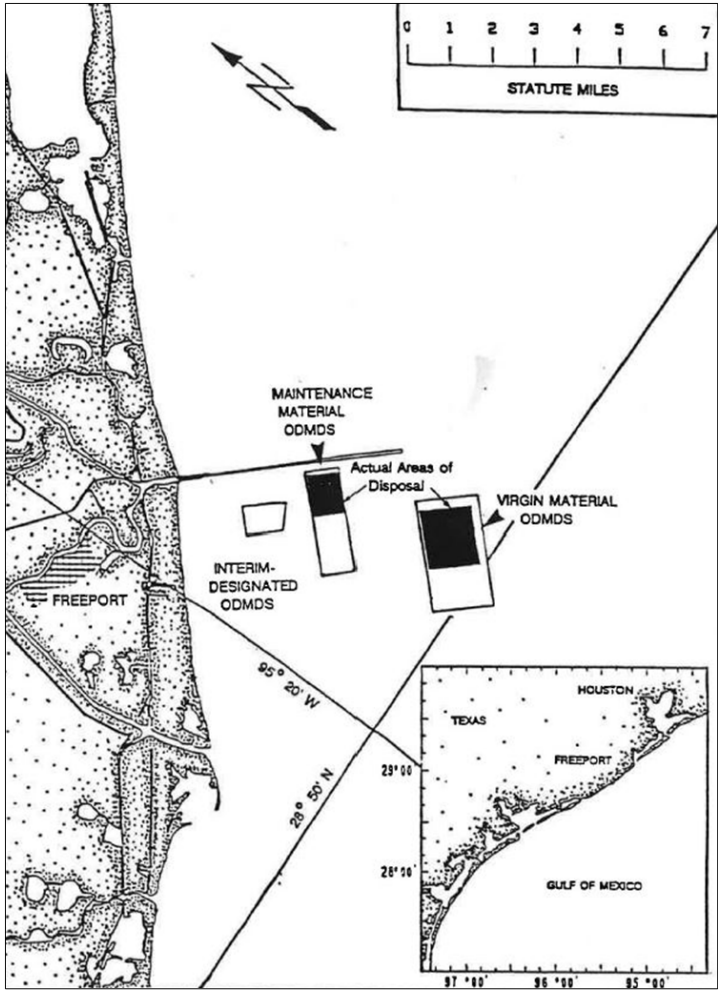 0 1 2 3 4 5 6 7
STATUTE MILES
MAINTENANCE
MATERIAL
ODMDS
Actual Areas of
Disposal
VIRGIN MATERIAL
ODMDS
INTERIM-
DESIGNATED
ODMDS
FREEPORT
95° 20' W
28° 50' N
HOUSTON
TEXAS
FREEPORT
29°00'
28°00'
GULF OF MEXICO
97°00' 96°00' 95°00'